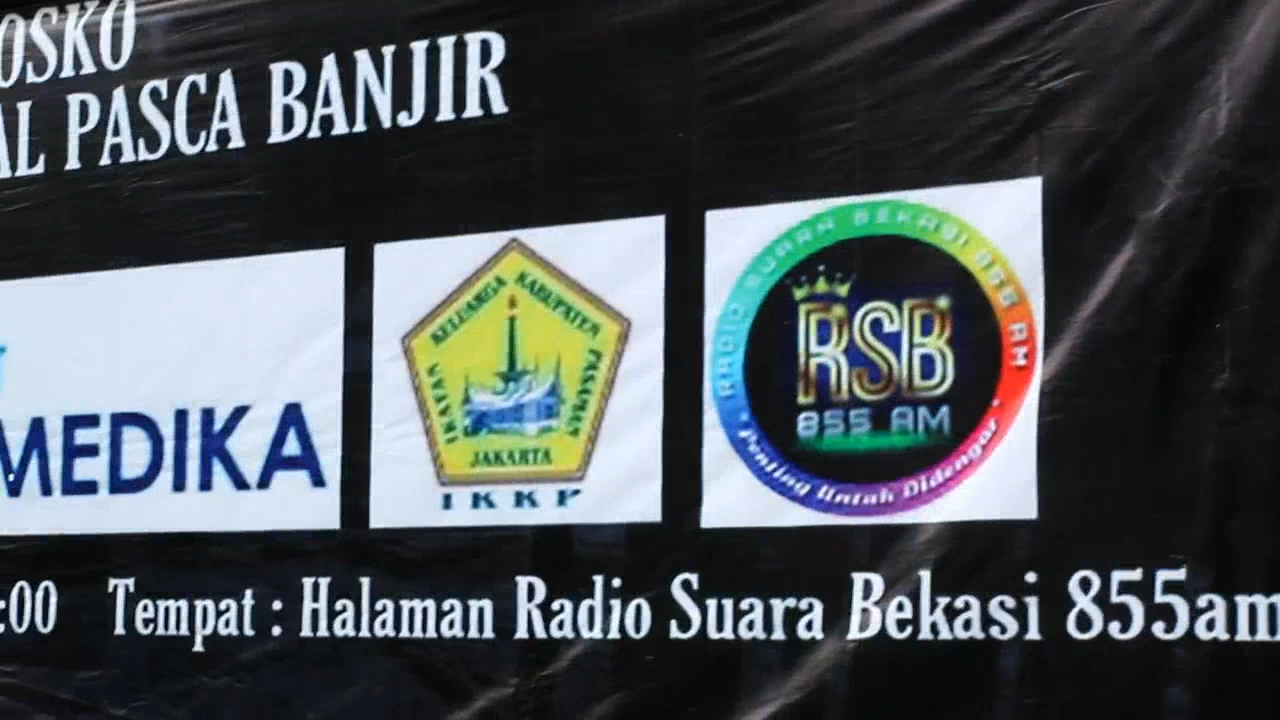 OSKO
AL PASCA BANJIR
MEDIKA
IKATAN KELUARGA KABUPATEN PASAMAN
JAKARTA
IKKP
RADIO SUARA BEKASI 855 AM
RSB
855 AM
Penting Untuk Didengar
:00 Tempat : Halaman Radio Suara Bekasi 855am